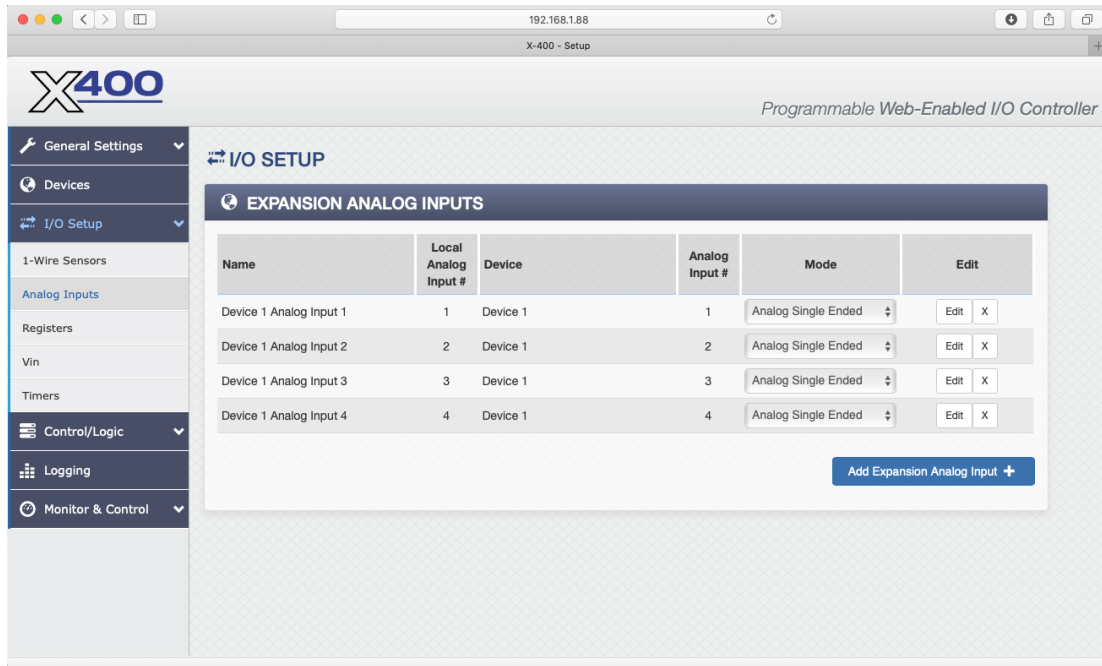 192.168.1.88
X-400 - Setup
X400
Programmable Web-Enabled I/O Controller
General Settings
Devices
I/O Setup
1-Wire Sensors
Analog Inputs
Registers
Vin
Timers
Control/Logic
Logging
Monitor & Control
I/O SETUP
EXPANSION ANALOG INPUTS
Name Local Analog Input # Device Analog Input # Mode Edit
Device 1 Analog Input 1 1 Device 1 1 Analog Single Ended Edit X
Device 1 Analog Input 2 2 Device 1 2 Analog Single Ended Edit X
Device 1 Analog Input 3 3 Device 1 3 Analog Single Ended Edit X
Device 1 Analog Input 4 4 Device 1 4 Analog Single Ended Edit X
Add Expansion Analog Input +